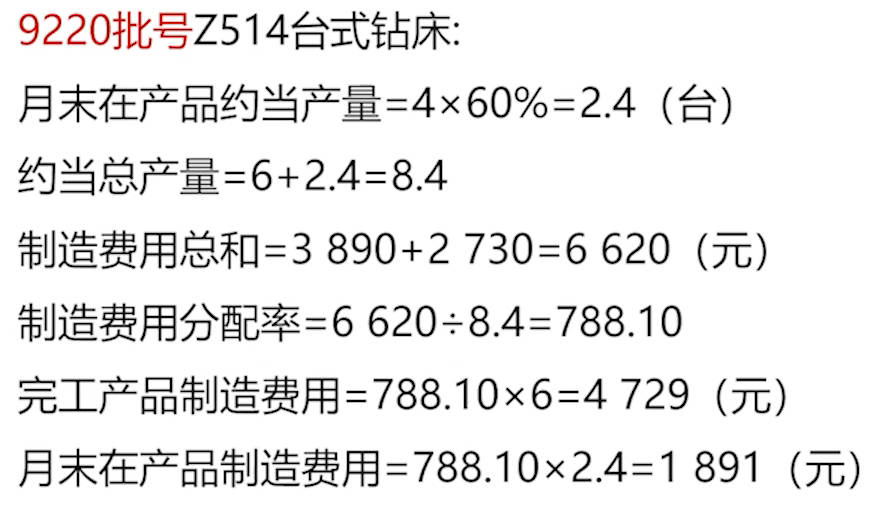 9220批号Z514台式钻床:
月末在产品约当产量=4×60%=2.4（台）
约当总产量=6+2.4=8.4
制造费用总和=3 890+2 730=6 620（元）
制造费用分配率=6 620÷8.4=788.10
完工产品制造费用=788.10×6=4 729（元）
月末在产品制造费用=788.10×2.4=1 891（元）